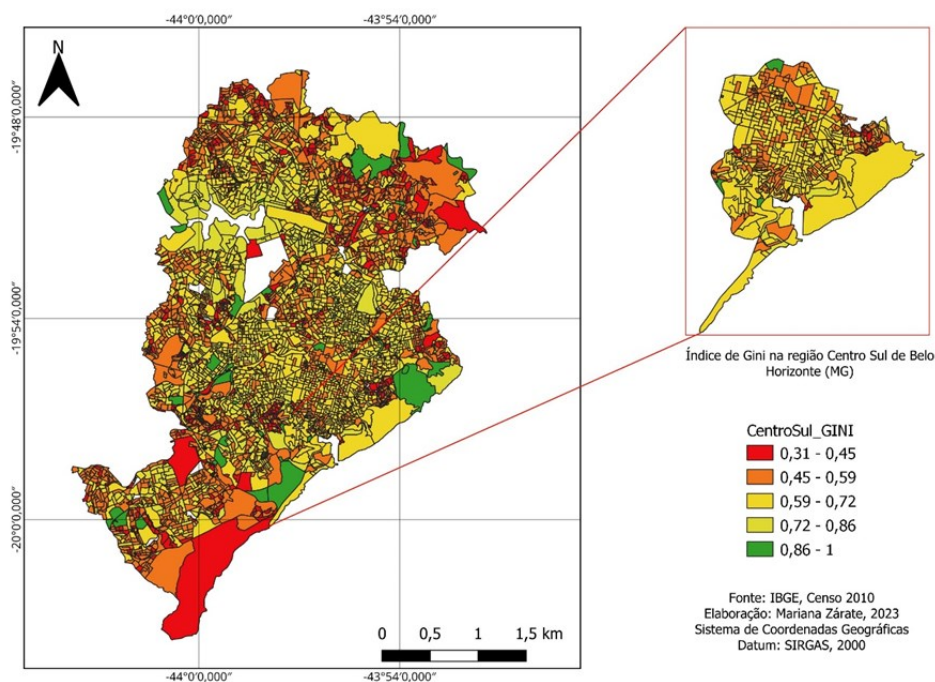 -44°0'0,000" -43°54'0,000"
N
-19°48'0,000"
-19°54'0,000"
-20°0'0,000"
0 0,5 1 1,5 km
-44°0'0,000" -43°54'0,000"
Índice de Gini na região Centro Sul de Belo
Horizonte (MG)
CentroSul_GINI
0,31 - 0,45
0,45 - 0,59
0,59 - 0,72
0,72 - 0,86
0,86 - 1
Fonte: IBGE, Censo 2010
Elaboração: Mariana Zárate, 2023
Sistema de Coordenadas Geográficas
Datum: SIRGAS, 2000